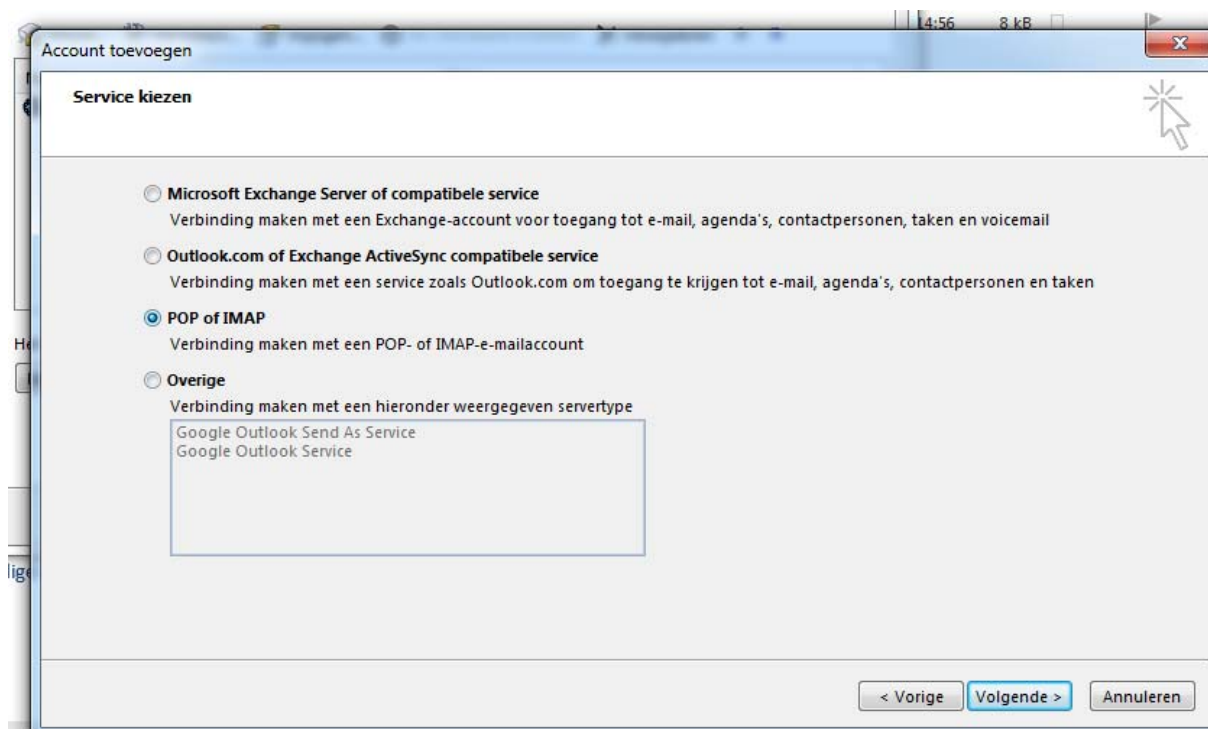 14:56 8 kB
Account toevoegen
Service kiezen
Microsoft Exchange Server of compatibele service
Verbinding maken met een Exchange-account voor toegang tot e-mail, agenda's, contactpersonen, taken en voicemail
Outlook.com of Exchange ActiveSync compatibele service
Verbinding maken met een service zoals Outlook.com om toegang te krijgen tot e-mail, agenda's, contactpersonen en taken
POP of IMAP
Verbinding maken met een POP- of IMAP-e-mailaccount
He
Overige
Verbinding maken met een hieronder weergegeven servertype
Google Outlook Send As Service
Google Outlook Service
lige
< Vorige
Volgende >
Annuleren